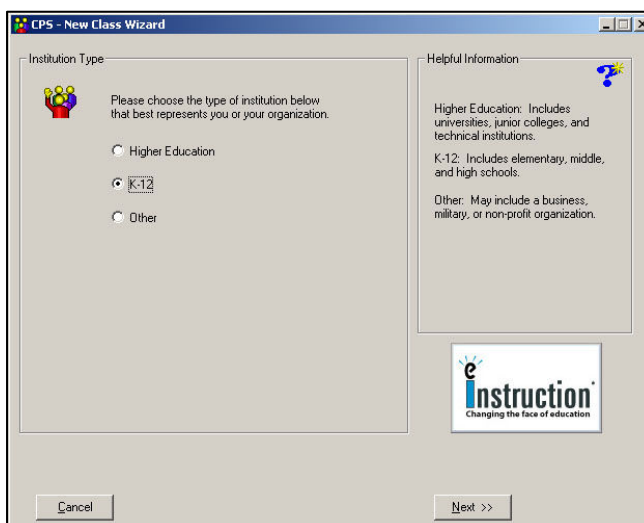 CPS - New Class Wizard
Institution Type
Please choose the type of institution below
that best represents you or your organization.
Higher Education
K-12
Other
Helpful Information
Higher Education: Includes
universities, junior colleges, and
technical institutions.
K-12: Includes elementary, middle,
and high schools.
Other: May include a business,
military, or non-profit organization.
eInstruction
Changing the face of education
Cancel
Next >>